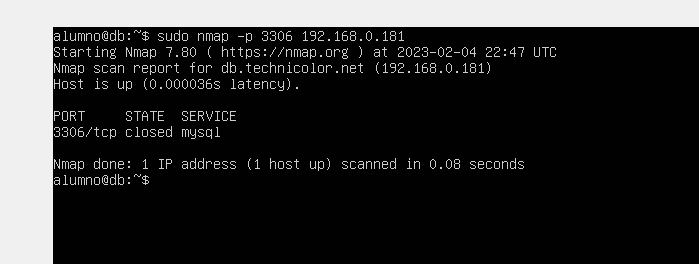 alumno@db:~$ sudo nmap -p 3306 192.168.0.181
Starting Nmap 7.80 ( https://nmap.org ) at 2023-02-04 22:47 UTC
Nmap scan report for db.technicolor.net (192.168.0.181)
Host is up (0.000036s latency).
PORT     STATE  SERVICE
3306/tcp closed mysql
Nmap done: 1 IP address (1 host up) scanned in 0.08 seconds
alumno@db:~$